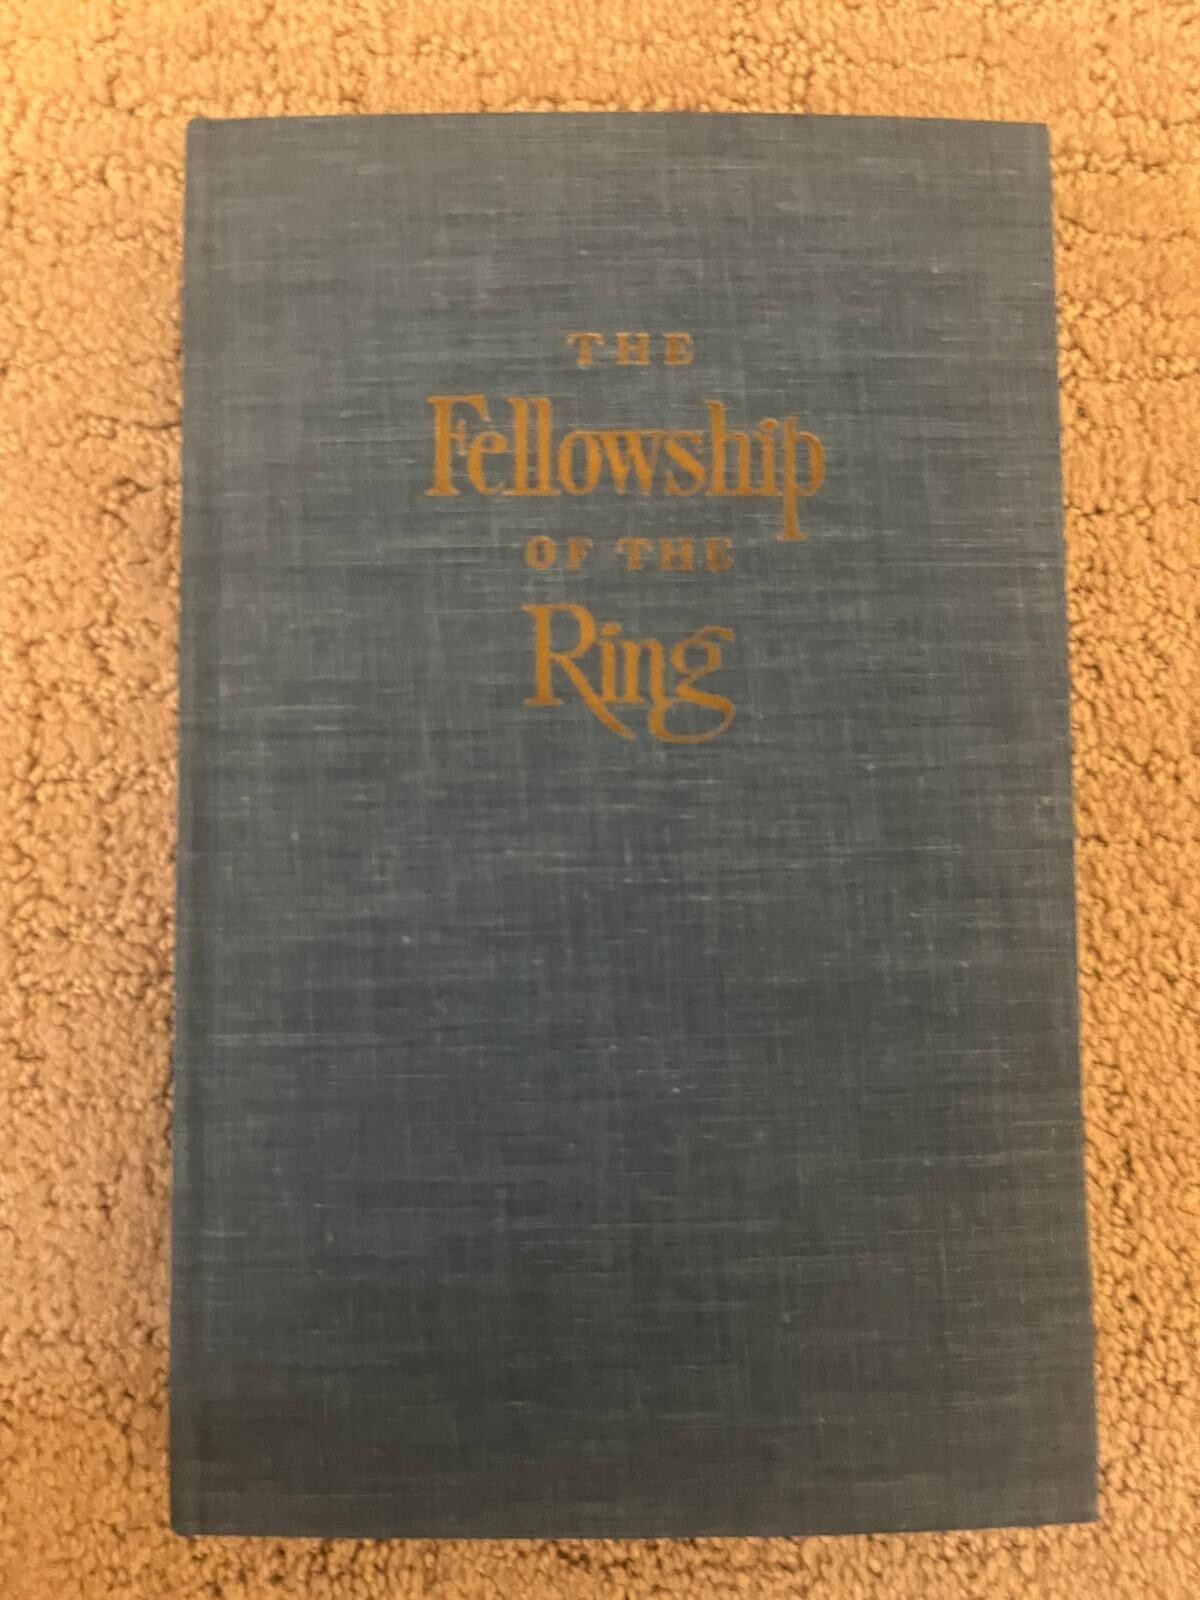 THE
Fellowship
OF THE
Ring